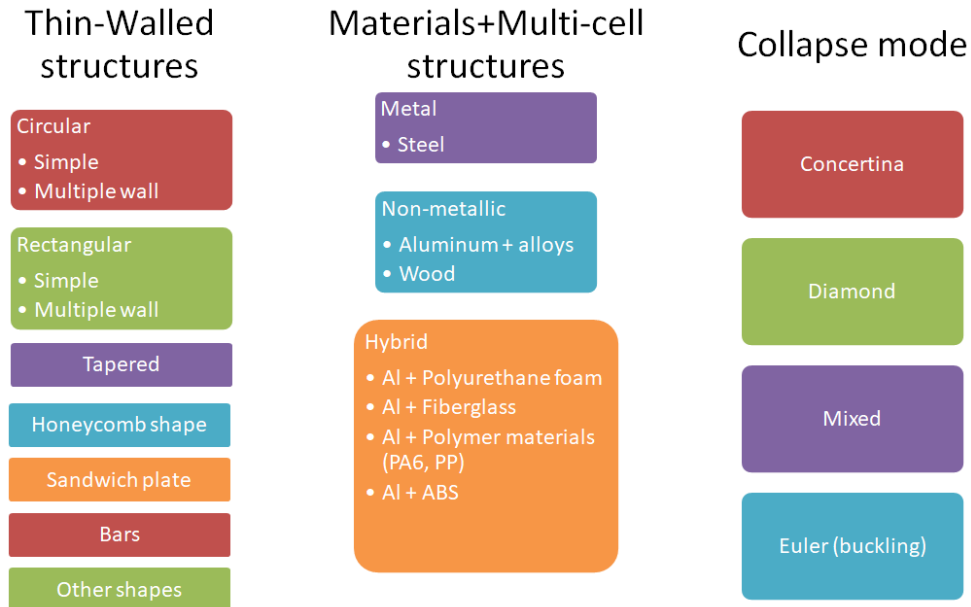 Thin-Walled
structures
Circular
• Simple
• Multiple wall
Rectangular
• Simple
• Multiple wall
Tapered
Honeycomb shape
Sandwich plate
Bars
Other shapes
Materials+Multi-cell
structures
Metal
• Steel
Non-metallic
• Aluminum + alloys
• Wood
Hybrid
• Al + Polyurethane foam
• Al + Fiberglass
• Al + Polymer materials
(PA6, PP)
• Al + ABS
Collapse mode
Concertina
Diamond
Mixed
Euler (buckling)